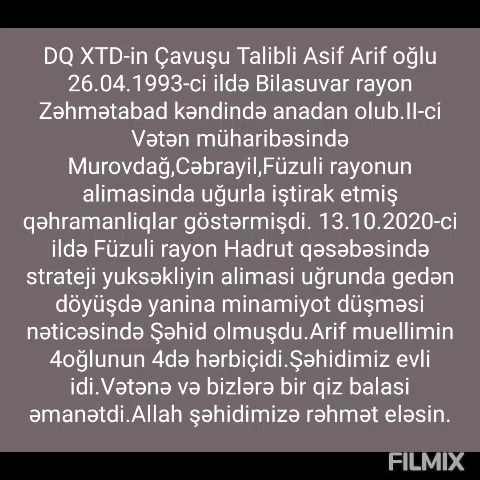 DQ XTD-in Çavuşu Talibli Asif Arif oğlu
26.04.1993-ci ildə Bilasuvar rayon
Zəhmətabad kəndində anadan olub.II-ci
Vətən müharibəsində
Murovdağ,Cəbrayil,Füzuli rayonun
alimasinda uğurla iştirak etmiş
qəhramanliqlar göstərmişdi. 13.10.2020-ci
ildə Füzuli rayon Hadrut qəsəbəsində
strateji yuksəkliyin alimasi uğrunda gedən
döyüşdə yanina minamiyot düşməsi
nəticəsində Şəhid olmuşdu.Arif muellimin
4oğlunun 4də hərbiçidi.Şəhidimiz evli
idi.Vətənə və bizlərə bir qiz balasi
əmanətdi.Allah şəhidimizə rəhmət eləsin.
FILMIX